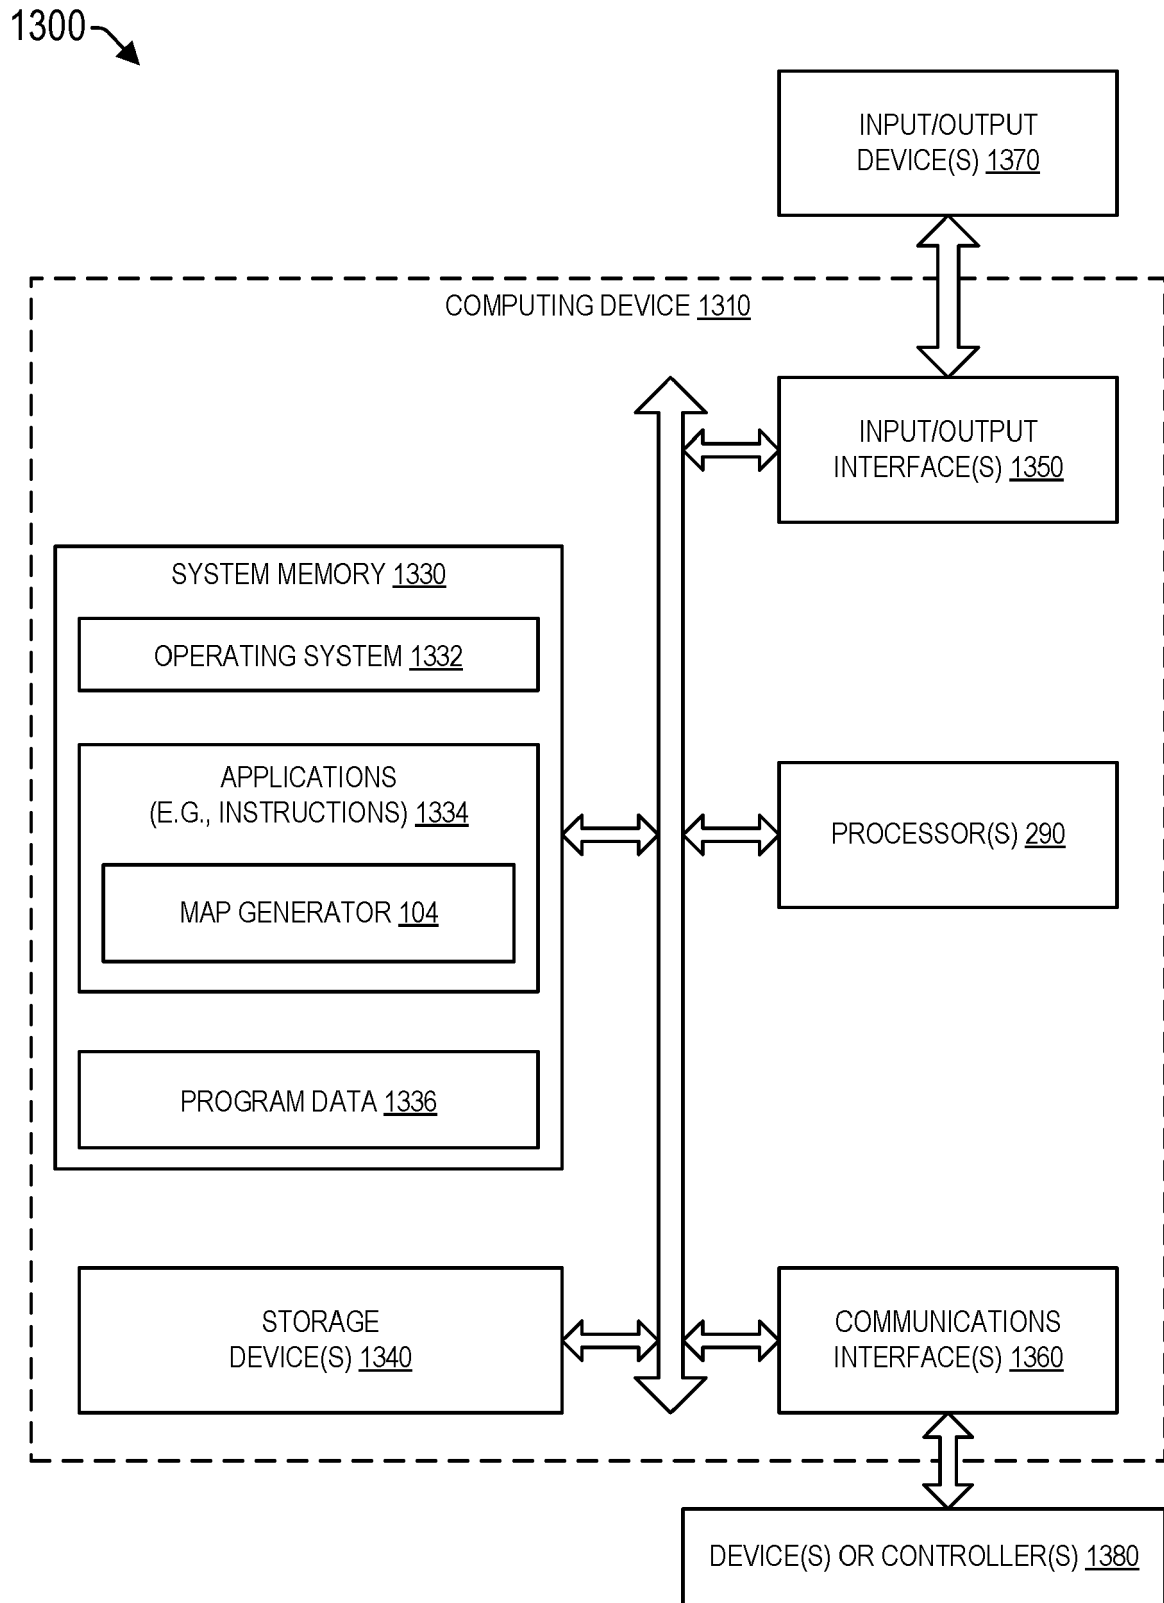 1300
INPUT/OUTPUT
DEVICE(S) 1370
COMPUTING DEVICE 1310
INPUT/OUTPUT
INTERFACE(S) 1350
SYSTEM MEMORY 1330
OPERATING SYSTEM 1332
APPLICATIONS
(E.G., INSTRUCTIONS) 1334
MAP GENERATOR 104
PROCESSOR(S) 290
PROGRAM DATA 1336
STORAGE
DEVICE(S) 1340
COMMUNICATIONS
INTERFACE(S) 1360
DEVICE(S) OR CONTROLLER(S) 1380